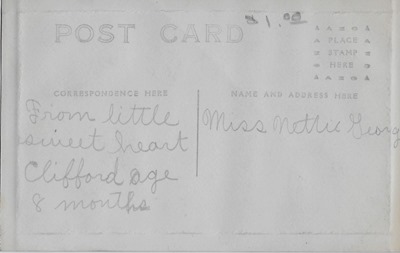 $1.00
POST CARD
PLACE
STAMP
HERE
CORRESPONDENCE HERE
NAME AND ADDRESS HERE
From little
sweet heart
Clifford age
8 months
Miss Nettie Georg